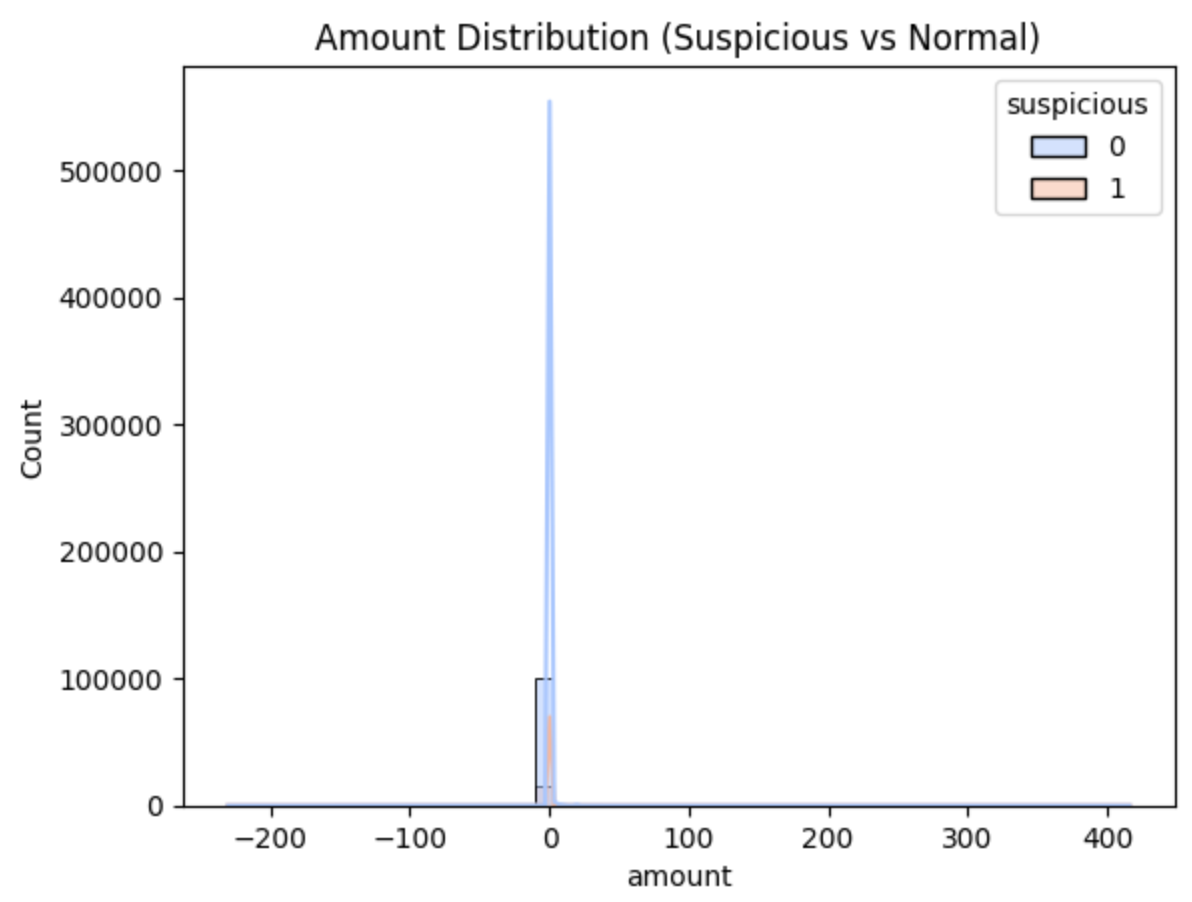 Amount Distribution (Suspicious vs Normal)
suspicious
0
1
500000
400000
300000
200000
100000
0
Count
−200 −100 0 100 200 300 400
amount